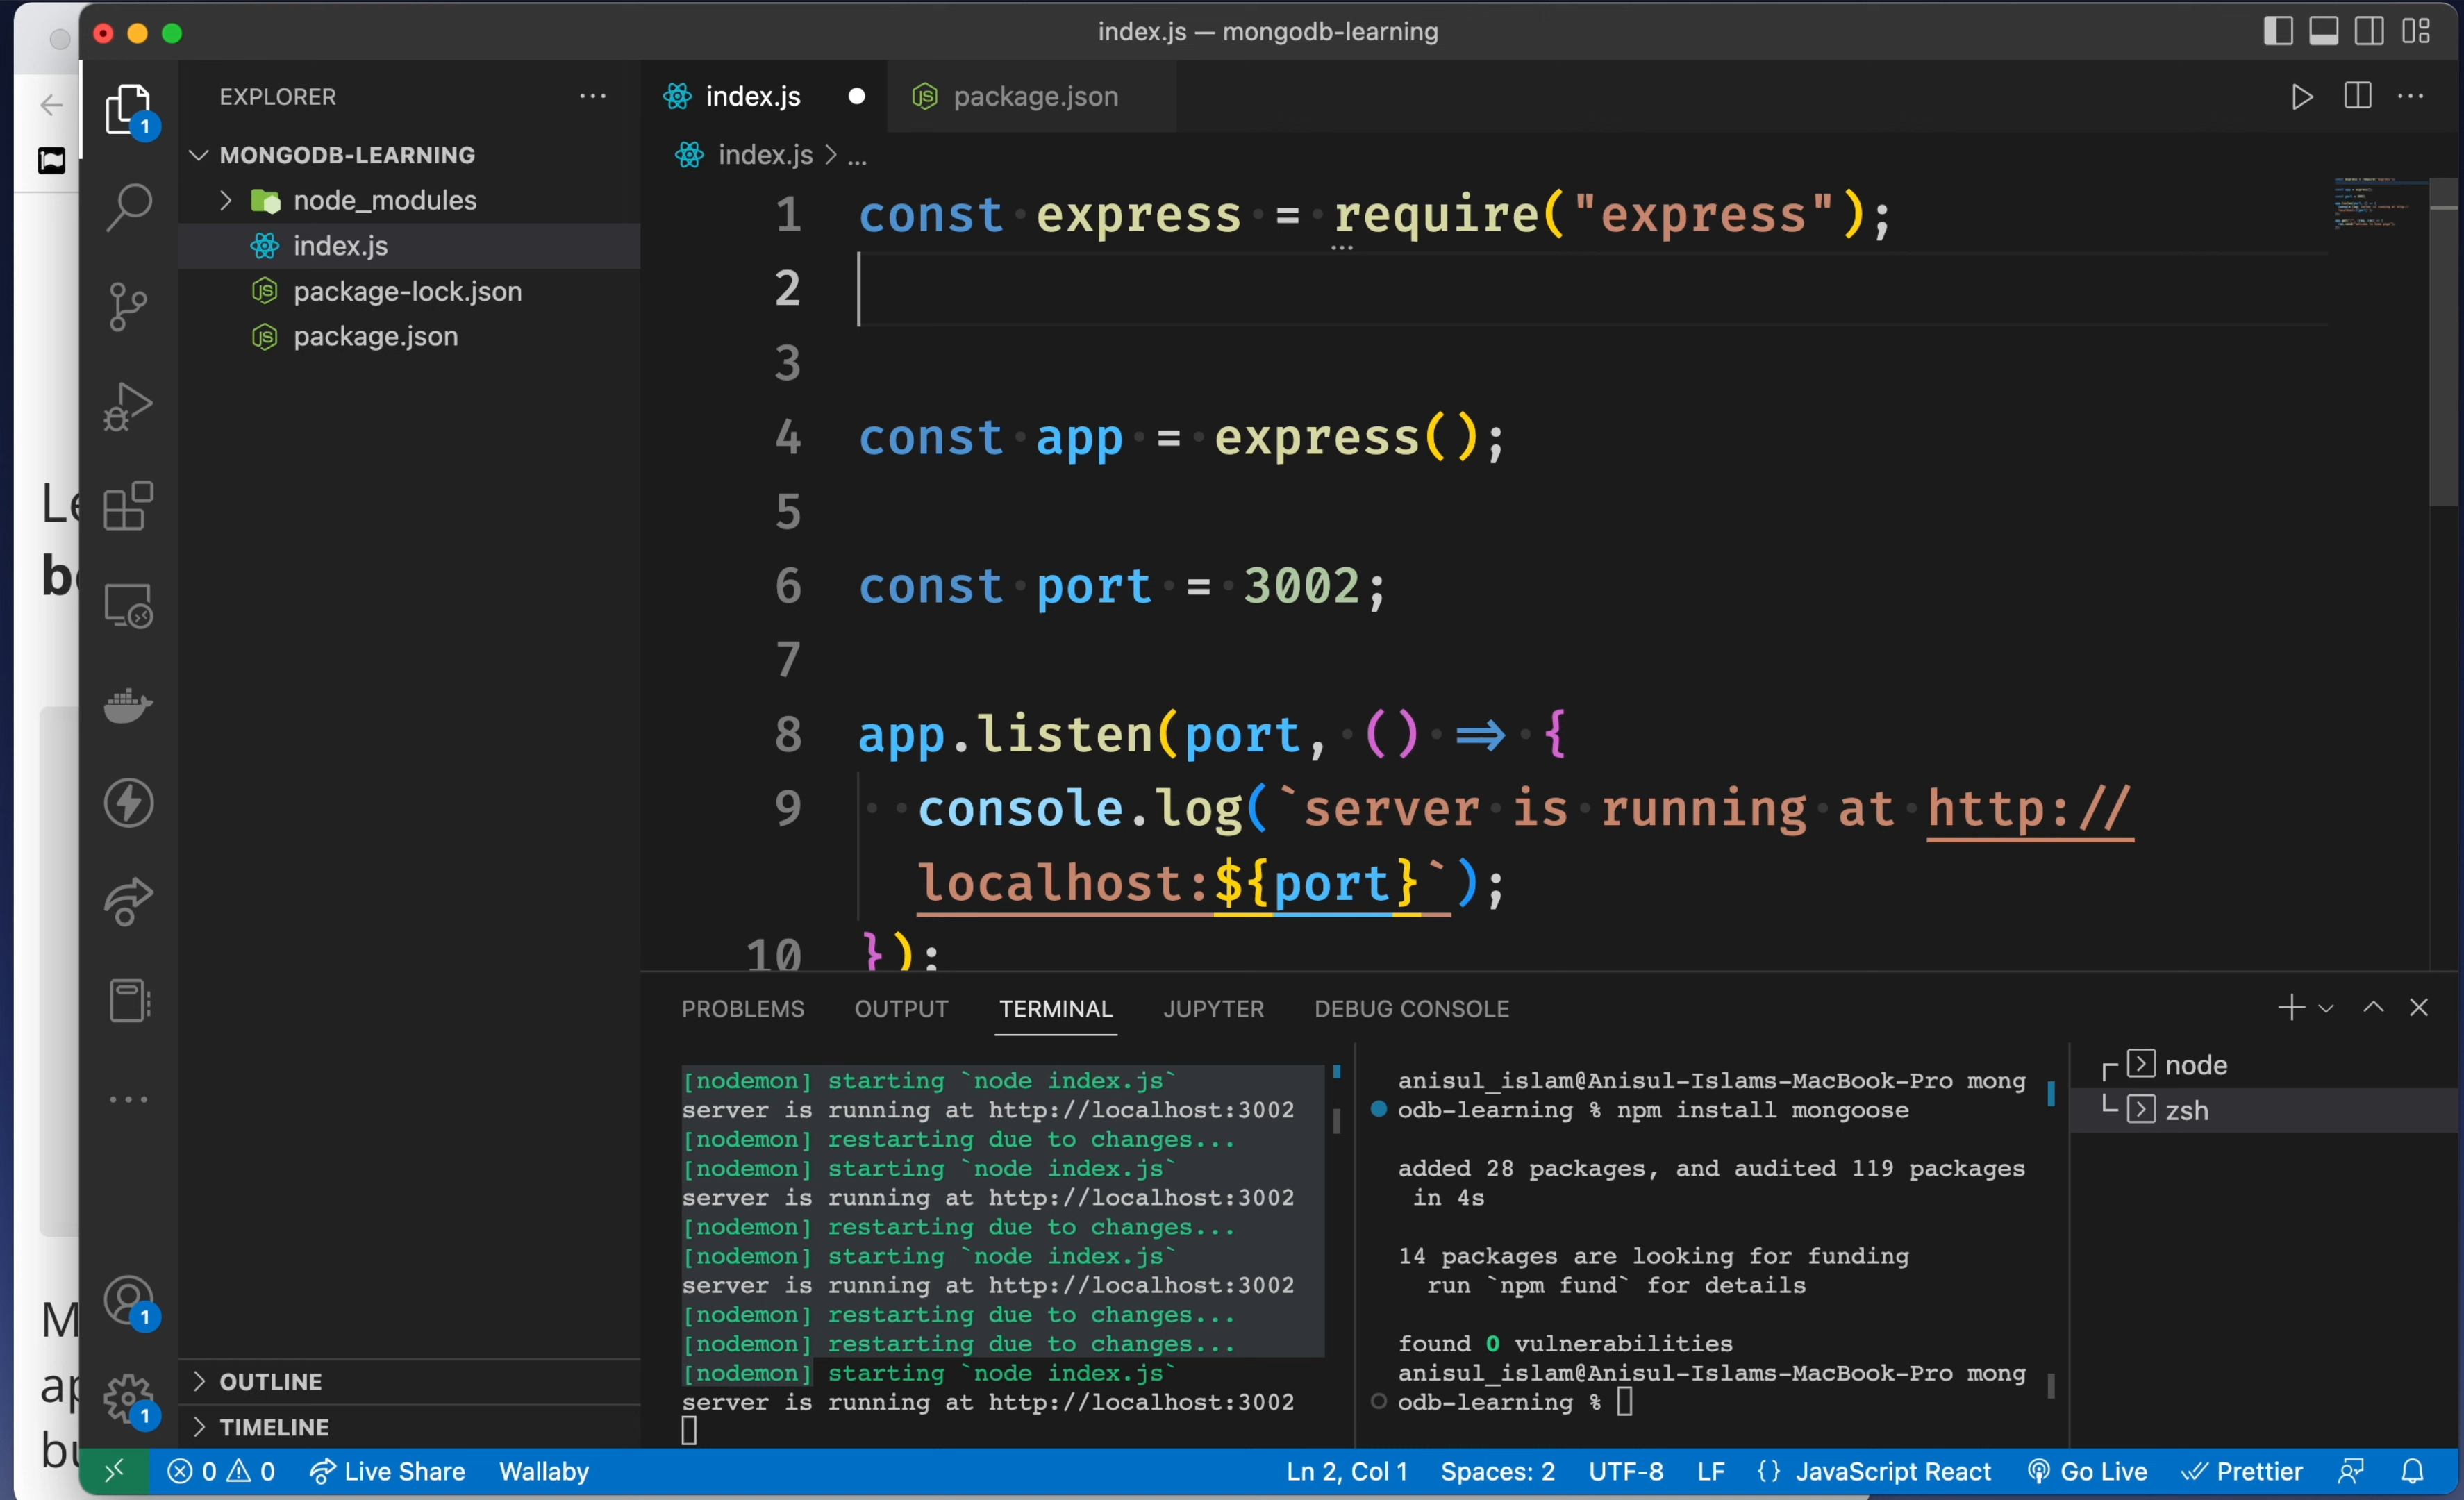 index.js — mongodb-learning
EXPLORER
MONGODB-LEARNING
node_modules
index.js
package-lock.json
package.json
OUTLINE
TIMELINE
1
1
1
index.js
package.json
index.js > ...
1 const express = require("express");
2
3
4 const app = express();
5
6 const port = 3002;
7
8 app.listen(port, () => {
9 console.log(`server is running at http://
localhost:${port}`);
10 });
PROBLEMS OUTPUT TERMINAL JUPYTER DEBUG CONSOLE
[nodemon] starting `node index.js`
server is running at http://localhost:3002
[nodemon] restarting due to changes...
[nodemon] starting `node index.js`
server is running at http://localhost:3002
[nodemon] restarting due to changes...
[nodemon] starting `node index.js`
server is running at http://localhost:3002
[nodemon] restarting due to changes...
[nodemon] restarting due to changes...
[nodemon] starting `node index.js`
server is running at http://localhost:3002
anisul_islam@Anisul-Islams-MacBook-Pro mong
odb-learning % npm install mongoose
added 28 packages, and audited 119 packages
in 4s
14 packages are looking for funding
run `npm fund` for details
found 0 vulnerabilities
anisul_islam@Anisul-Islams-MacBook-Pro mong
odb-learning %
node
zsh
0 0 Live Share Wallaby Ln 2, Col 1 Spaces: 2 UTF-8 LF {} JavaScript React Go Live Prettier